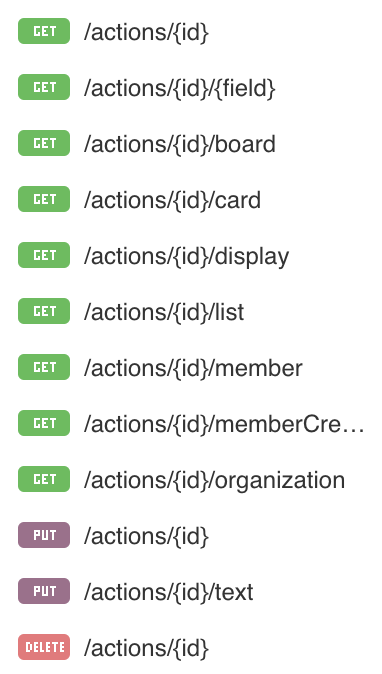 GET /actions/{id}
GET /actions/{id}/{field}
GET /actions/{id}/board
GET /actions/{id}/card
GET /actions/{id}/display
GET /actions/{id}/list
GET /actions/{id}/member
GET /actions/{id}/memberCre...
GET /actions/{id}/organization
PUT /actions/{id}
PUT /actions/{id}/text
DELETE /actions/{id}